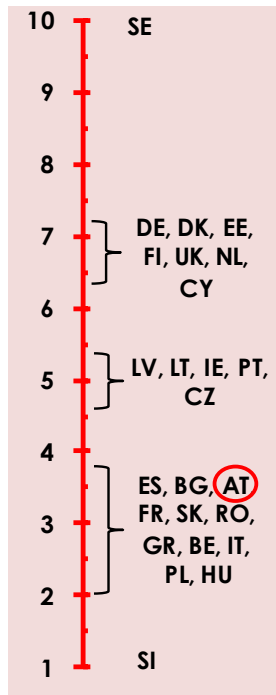 10 SE
9
8
7
DE, DK, EE,
FI, UK, NL,
CY
6
5
LV, LT, IE, PT,
CZ
4
ES, BG, AT
3
FR, SK, RO,
GR, BE, IT,
PL, HU
2
1 SI